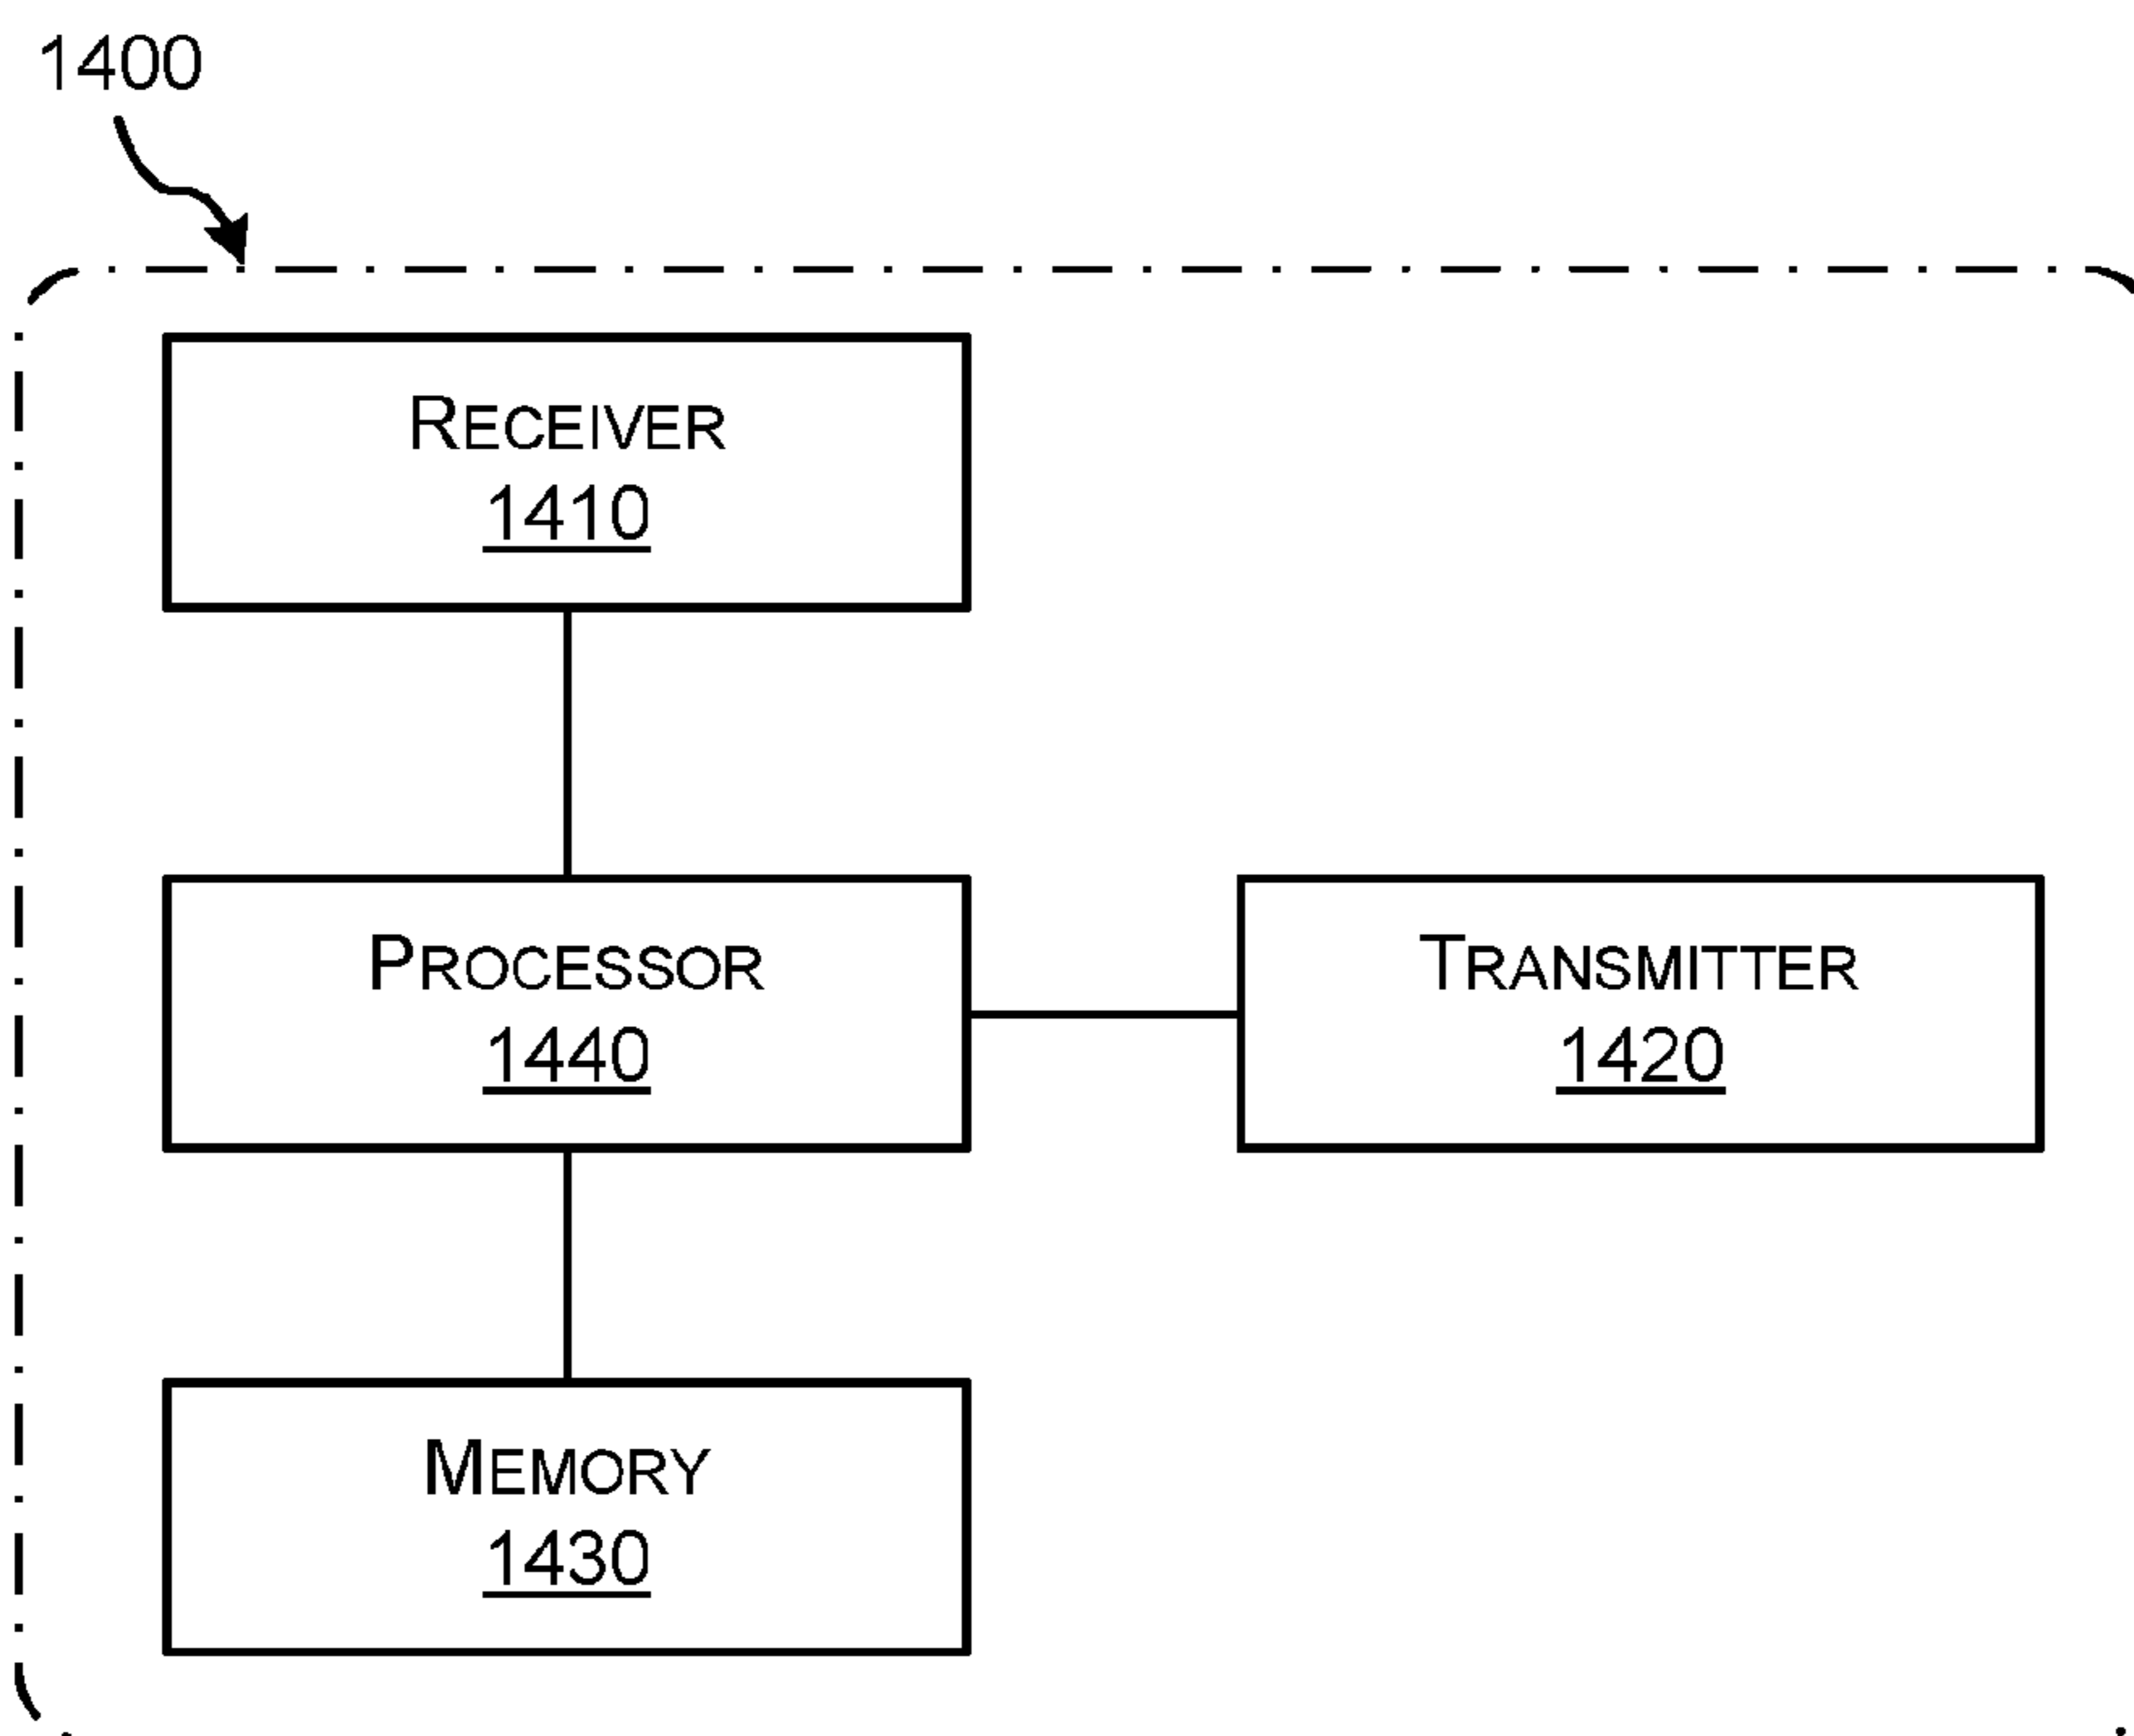 1400
RECEIVER
1410
PROCESSOR
1440
TRANSMITTER
1420
MEMORY
1430